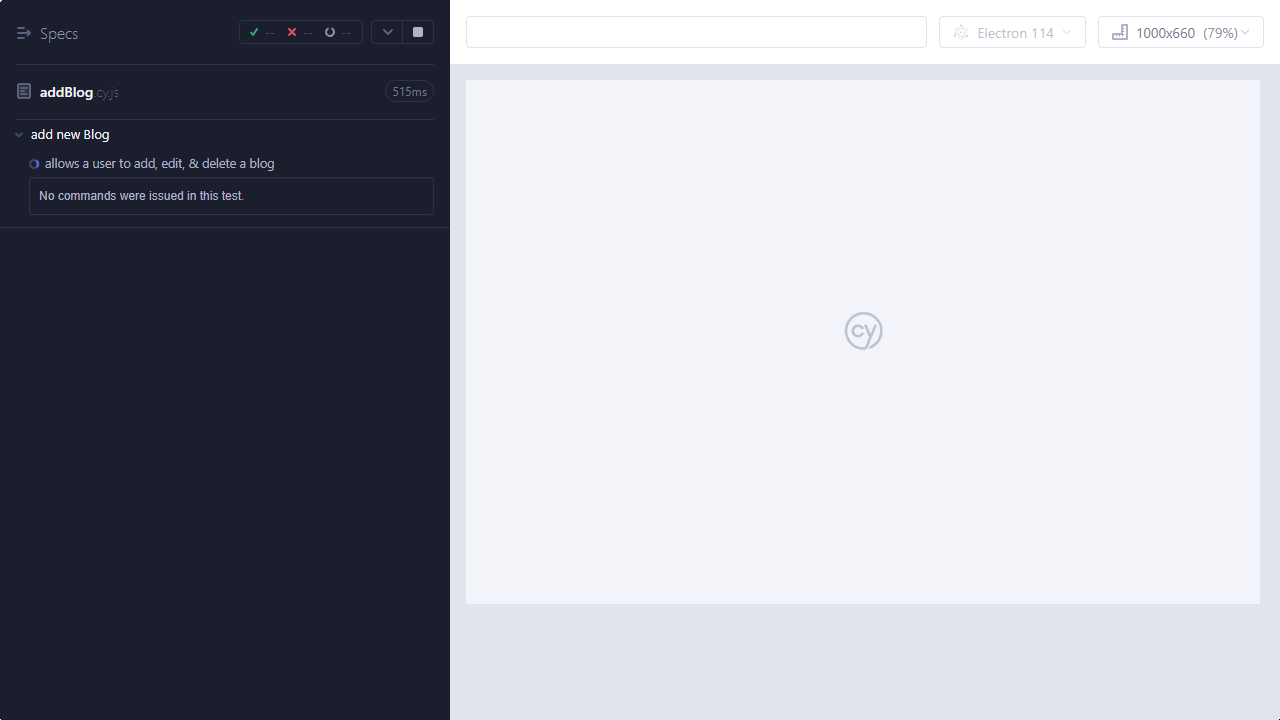 Specs
--
--
--
addBlog.cy.js
515ms
add new Blog
allows a user to add, edit, & delete a blog
No commands were issued in this test.
Electron 114
1000x660 (79%)
cy